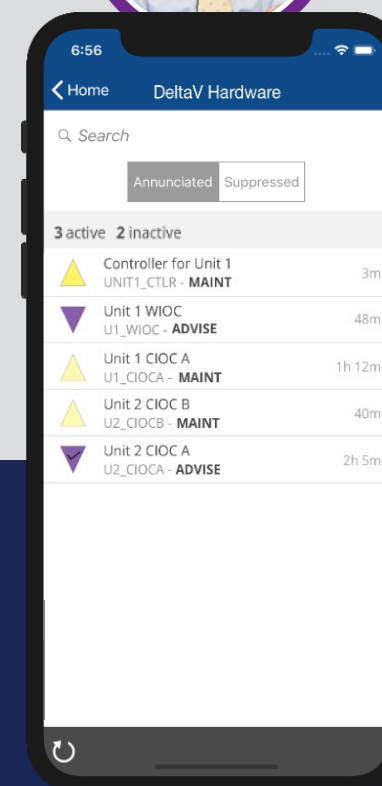 6:56
Home DeltaV Hardware
Search
Annunciated Suppressed
3 active 2 inactive
Controller for Unit 1
UNIT1_CTLR - MAINT 3m
Unit 1 WIOC
U1_WIOC - ADVISE 48m
Unit 1 CIOC A
U1_CIOCA - MAINT 1h 12m
Unit 2 CIOC B
U2_CIOCB - MAINT 40m
Unit 2 CIOC A
U2_CIOCA - ADVISE 2h 5m